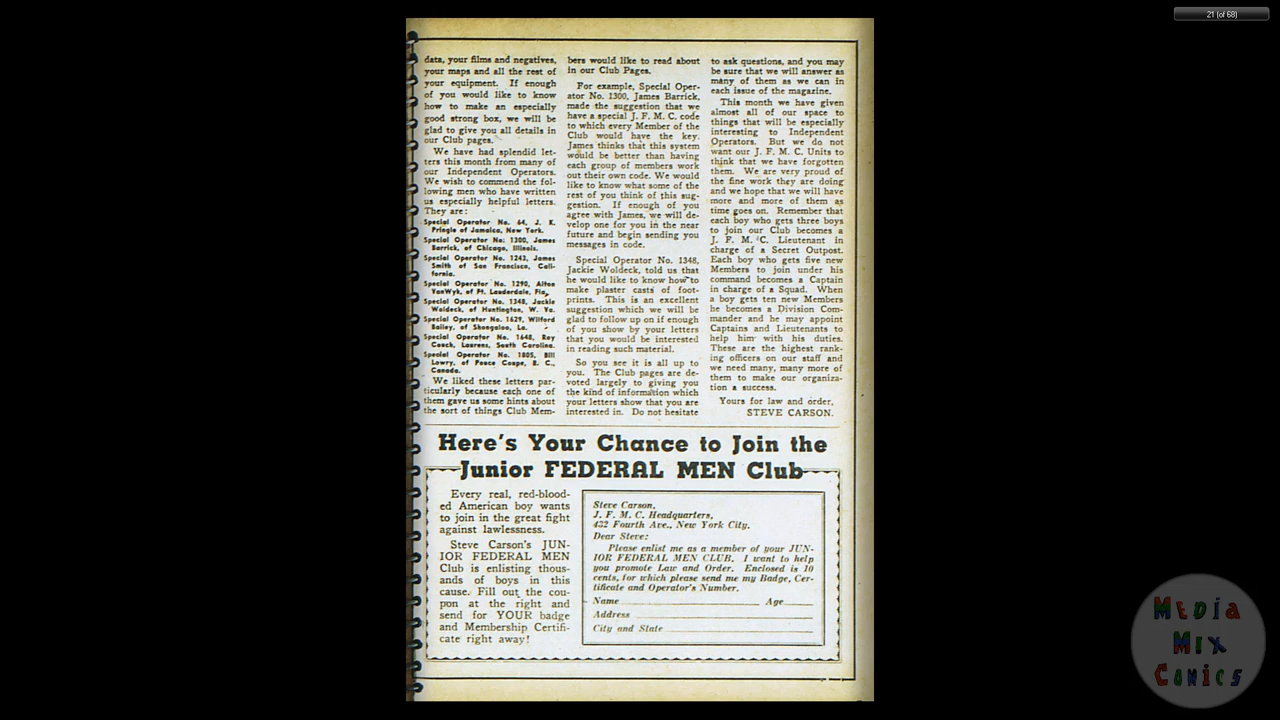 21 (of 68)
data, your films and negatives,
your maps and all the rest of
your equipment. If enough
of you would like to know
how to make an especially
good strong box, we will be
glad to give you all details in
our Club pages.
We have had splendid let-
ters this month from many of
our Independent Operators.
We wish to commend the fol-
lowing men who have written
us especially helpful letters.
They are:
Special Operator No. 64, J. K.
Pringle of Jamaica, New York.
Special Operator No: 1300, James
Barrick, of Chicago, Illinois.
Special Operator No. 1243, James
Smith of San Francisco, Cali-
fornia.
Special Operator No. 1290, Alton
VanWyk, of Ft. Lauderdale, Fla.
Special Operator No. 1348, Jackie
Woldeck, of Huntington, W. Va.
Special Operator No. 1629, Wilford
Bailey, of Shongaloo, La.
Special Operator No. 1648, Roy
Couch, Laurens, South Carolina.
Special Operator No. 1805, Bill
Lowry, of Peace Coupe, B. C.,
Canada.
We liked these letters par-
ticularly because each one of
them gave us some hints about
the sort of things Club Mem-
bers would like to read about
in our Club Pages.
For example, Special Oper-
ator No. 1300, James Barrick,
made the suggestion that we
have a special J. F. M. C. code
to which every Member of the
Club would have the key.
James thinks that this system
would be better than having
each group of members work
out their own code. We would
like to know what some of the
rest of you think of this sug-
gestion. If enough of you
agree with James, we will de-
velop one for you in the near
future and begin sending you
messages in code.
Special Operator No. 1348,
Jackie Woldeck, told us that
he would like to know how to
make plaster casts of foot-
prints. This is an excellent
suggestion which we will be
glad to follow up on if enough
of you show by your letters
that you would be interested
in reading such material.
So you see it is all up to
you. The Club pages are de-
voted largely to giving you
the kind of information which
your letters show that you are
interested in. Do not hesitate
to ask questions, and you may
be sure that we will answer as
many of them as we can in
each issue of the magazine.
This month we have given
almost all of our space to
things that will be especially
interesting to Independent
Operators. But we do not
want our J. F. M. C. Units to
think that we have forgotten
them. We are very proud of
the fine work they are doing
and we hope that we will have
more and more of them as
time goes on. Remember that
each boy who gets three boys
to join our Club becomes a
J. F. M. C. Lieutenant in
charge of a Secret Outpost.
Each boy who gets five new
Members to join under his
command becomes a Captain
in charge of a Squad. When
a boy gets ten new Members
he becomes a Division Com-
mander and he may appoint
Captains and Lieutenants to
help him with his duties.
These are the highest rank-
ing officers on our staff and
we need many, many more of
them to make our organiza-
tion a success.
Yours for law and order,
STEVE CARSON.
Here's Your Chance to Join the
Junior FEDERAL MEN Club
Every real, red-blood-
ed American boy wants
to join in the great fight
against lawlessness.
Steve Carson's JUN-
IOR FEDERAL MEN
Club is enlisting thous-
ands of boys in this
cause. Fill out the cou-
pon at the right and
send for YOUR badge
and Membership Certifi-
cate right away!
Steve Carson,
J. F. M. C. Headquarters,
432 Fourth Ave., New York City.
Dear Steve:
Please enlist me as a member of your JUN-
IOR FEDERAL MEN CLUB. I want to help
you promote Law and Order. Enclosed is 10
cents, for which please send me my Badge, Cer-
tificate and Operator's Number.
Name Age
Address
City and State
MEDIA
MIX
COMICS